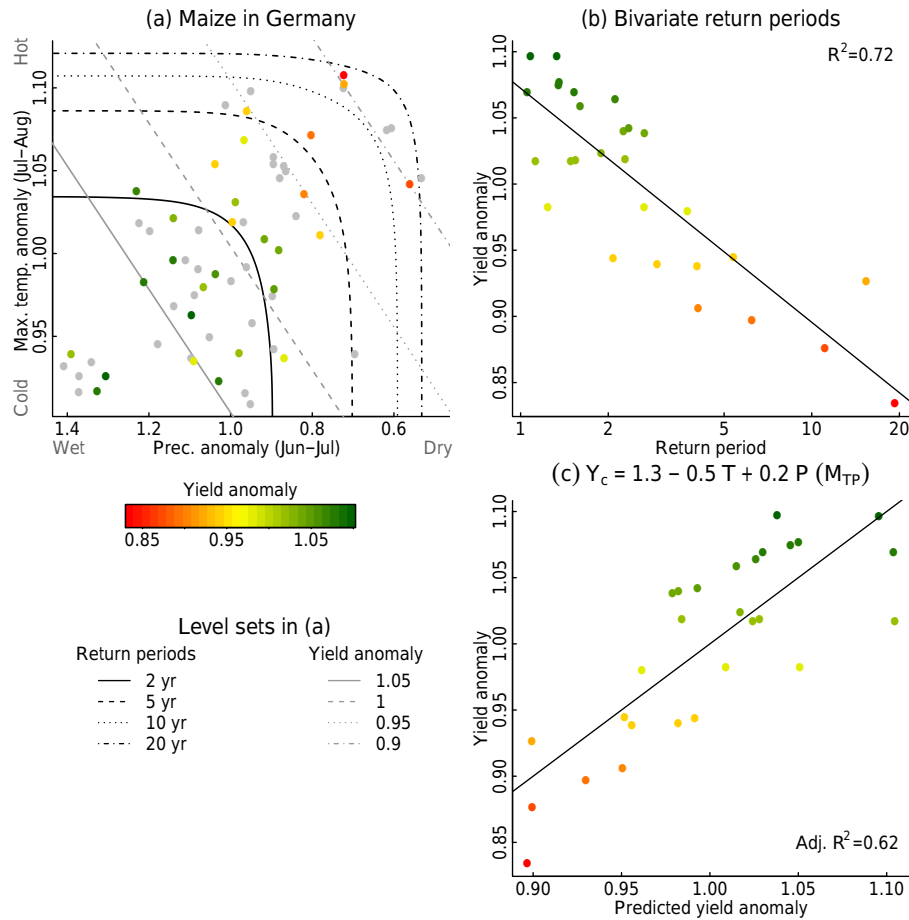 (a) Maize in Germany
Max. temp. anomaly (Jul−Aug)
Cold
Hot
0.95
1.00
1.05
1.10
1.4
1.2
1.0
0.8
0.6
Wet
Prec. anomaly (Jun−Jul)
Dry
Yield anomaly
0.85
0.95
1.05
Level sets in (a)
Return periods
2 yr
5 yr
10 yr
20 yr
Yield anomaly
1.05
1
0.95
0.9
(b) Bivariate return periods
R²=0.72
Yield anomaly
0.85
0.90
0.95
1.00
1.05
1.10
1
2
5
10
20
Return period
(c) Y_c = 1.3 − 0.5 T + 0.2 P (M_TP)
Yield anomaly
0.85
0.90
0.95
1.00
1.05
1.10
Adj. R²=0.62
0.90
0.95
1.00
1.05
1.10
Predicted yield anomaly